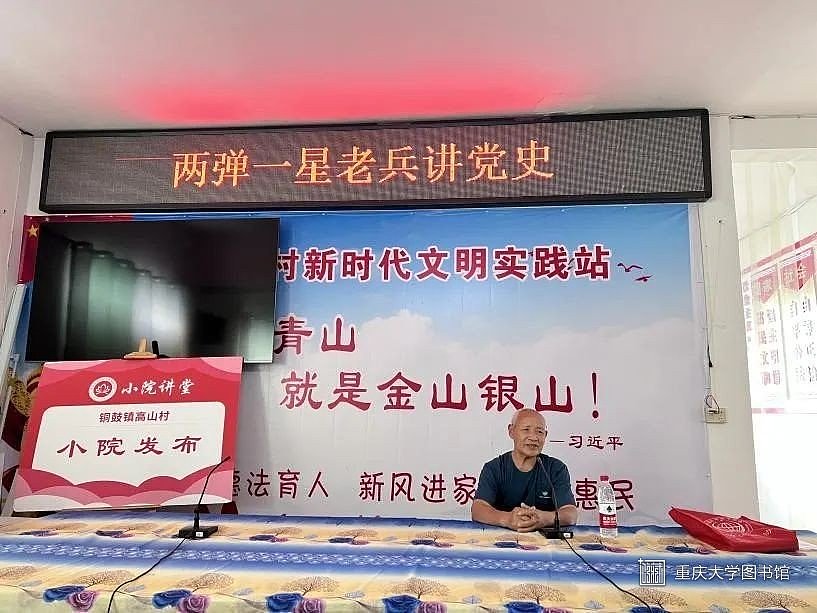 两弹一星老兵讲党史
村新时代文明实践站
青山
就是金山银山！
—习近平
德法育人 新风进家 惠民
小院讲堂
铜鼓镇高山村
小院发布
重庆大学图书馆